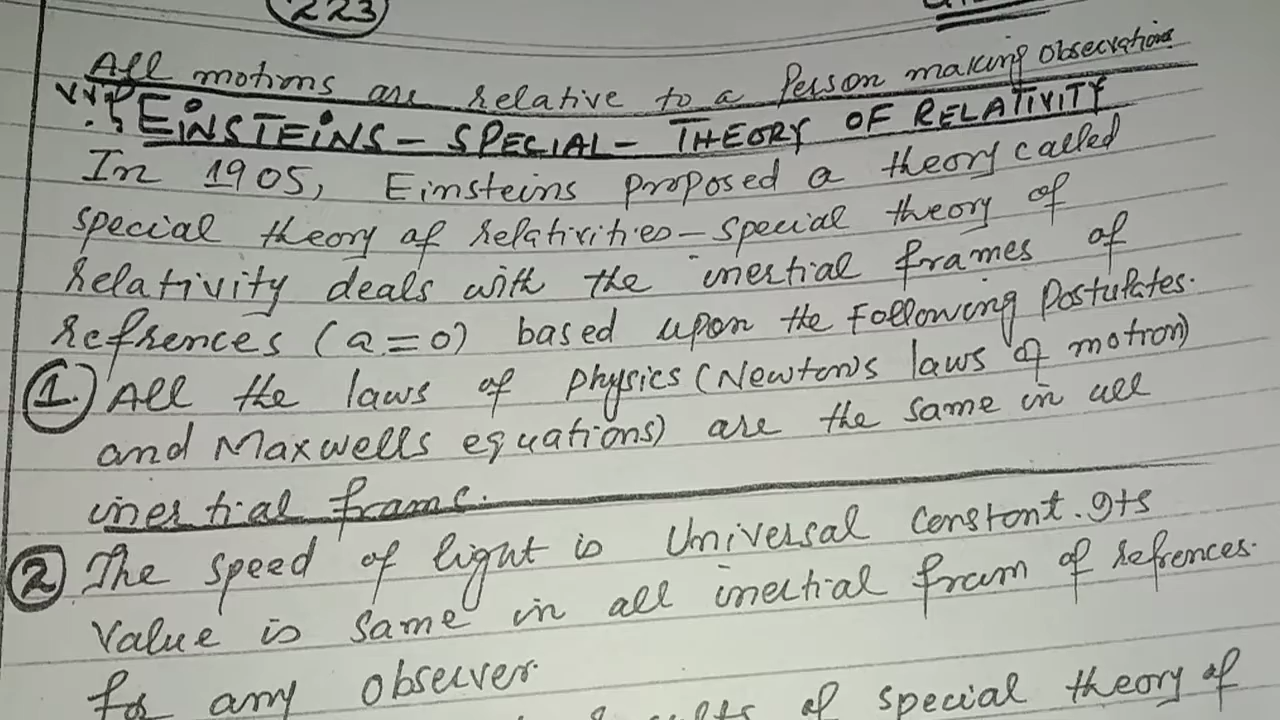 223
All motions are relative to a Person making observations
EINSTEINS - SPECIAL - THEORY OF RELATIVITY
In 1905, Einsteins proposed a theory called
special theory of relativities - special theory of
relativity deals with the inertial frames of
refrences (a = 0) based upon the following Postulates.
1. All the laws of physics (Newton's laws of motion)
and Maxwells equations) are the same in all
inertial frame.
2 The speed of light is Universal constant. Its
Value is same in all inertial fram of refrences.
for any observer.
of special theory of